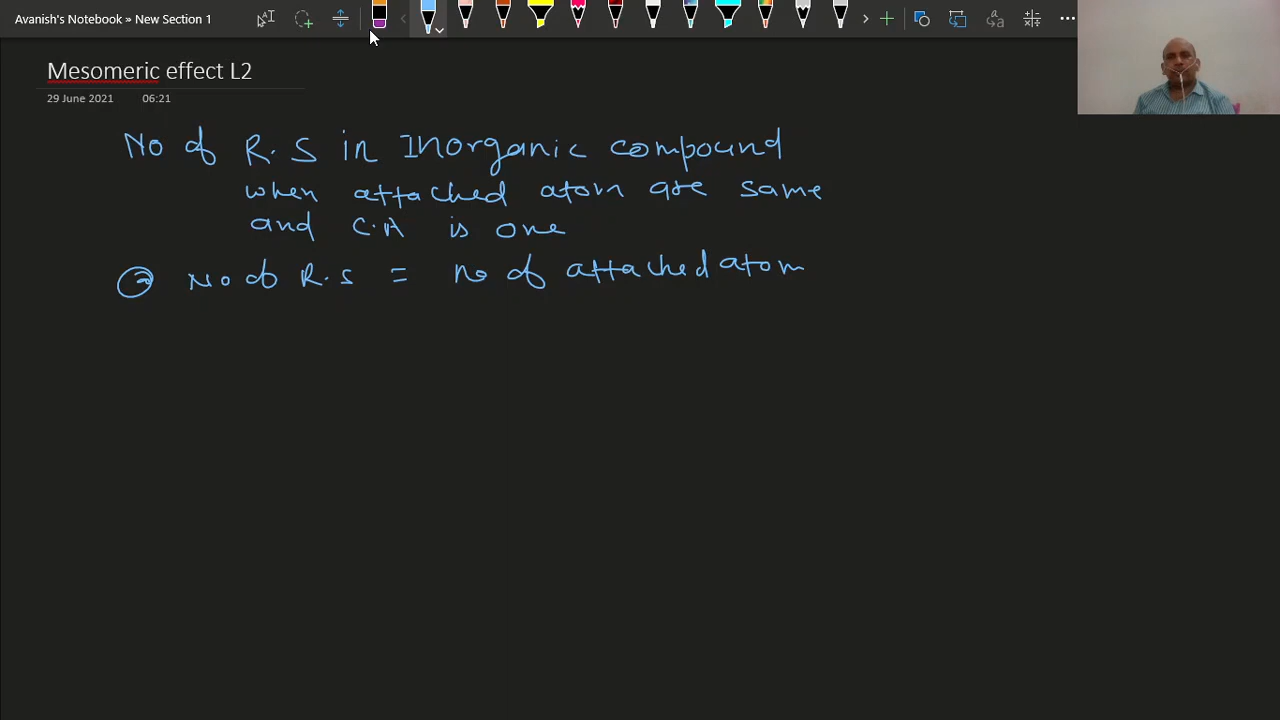 Avanish's Notebook » New Section 1
Mesomeric effect L2
29 June 2021 06:21
No of R.S in Inorganic compound
when attached atom are same
and C.A is one
No of R.S = no of attached atom